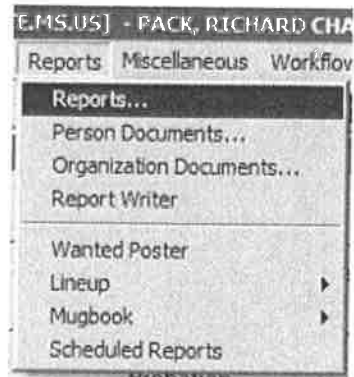 E.MS.US] - PACK, RICHARD CHA
Reports Miscellaneous Workflow
Reports...
Person Documents...
Organization Documents...
Report Writer
Wanted Poster
Lineup
Mugbook
Scheduled Reports